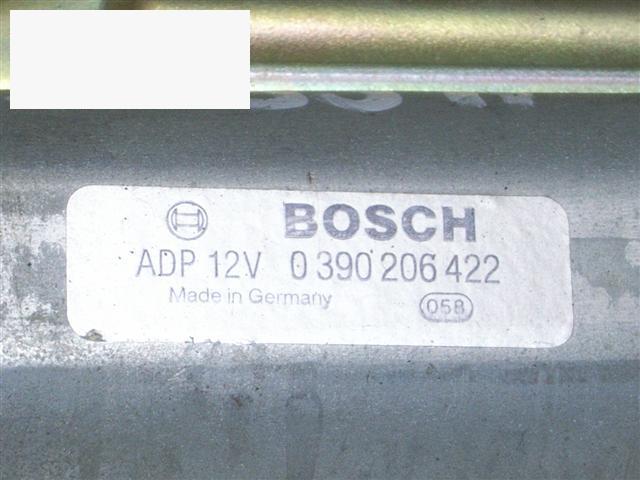 BOSCH
ADP 12V 0 390 206 422
Made in Germany 058